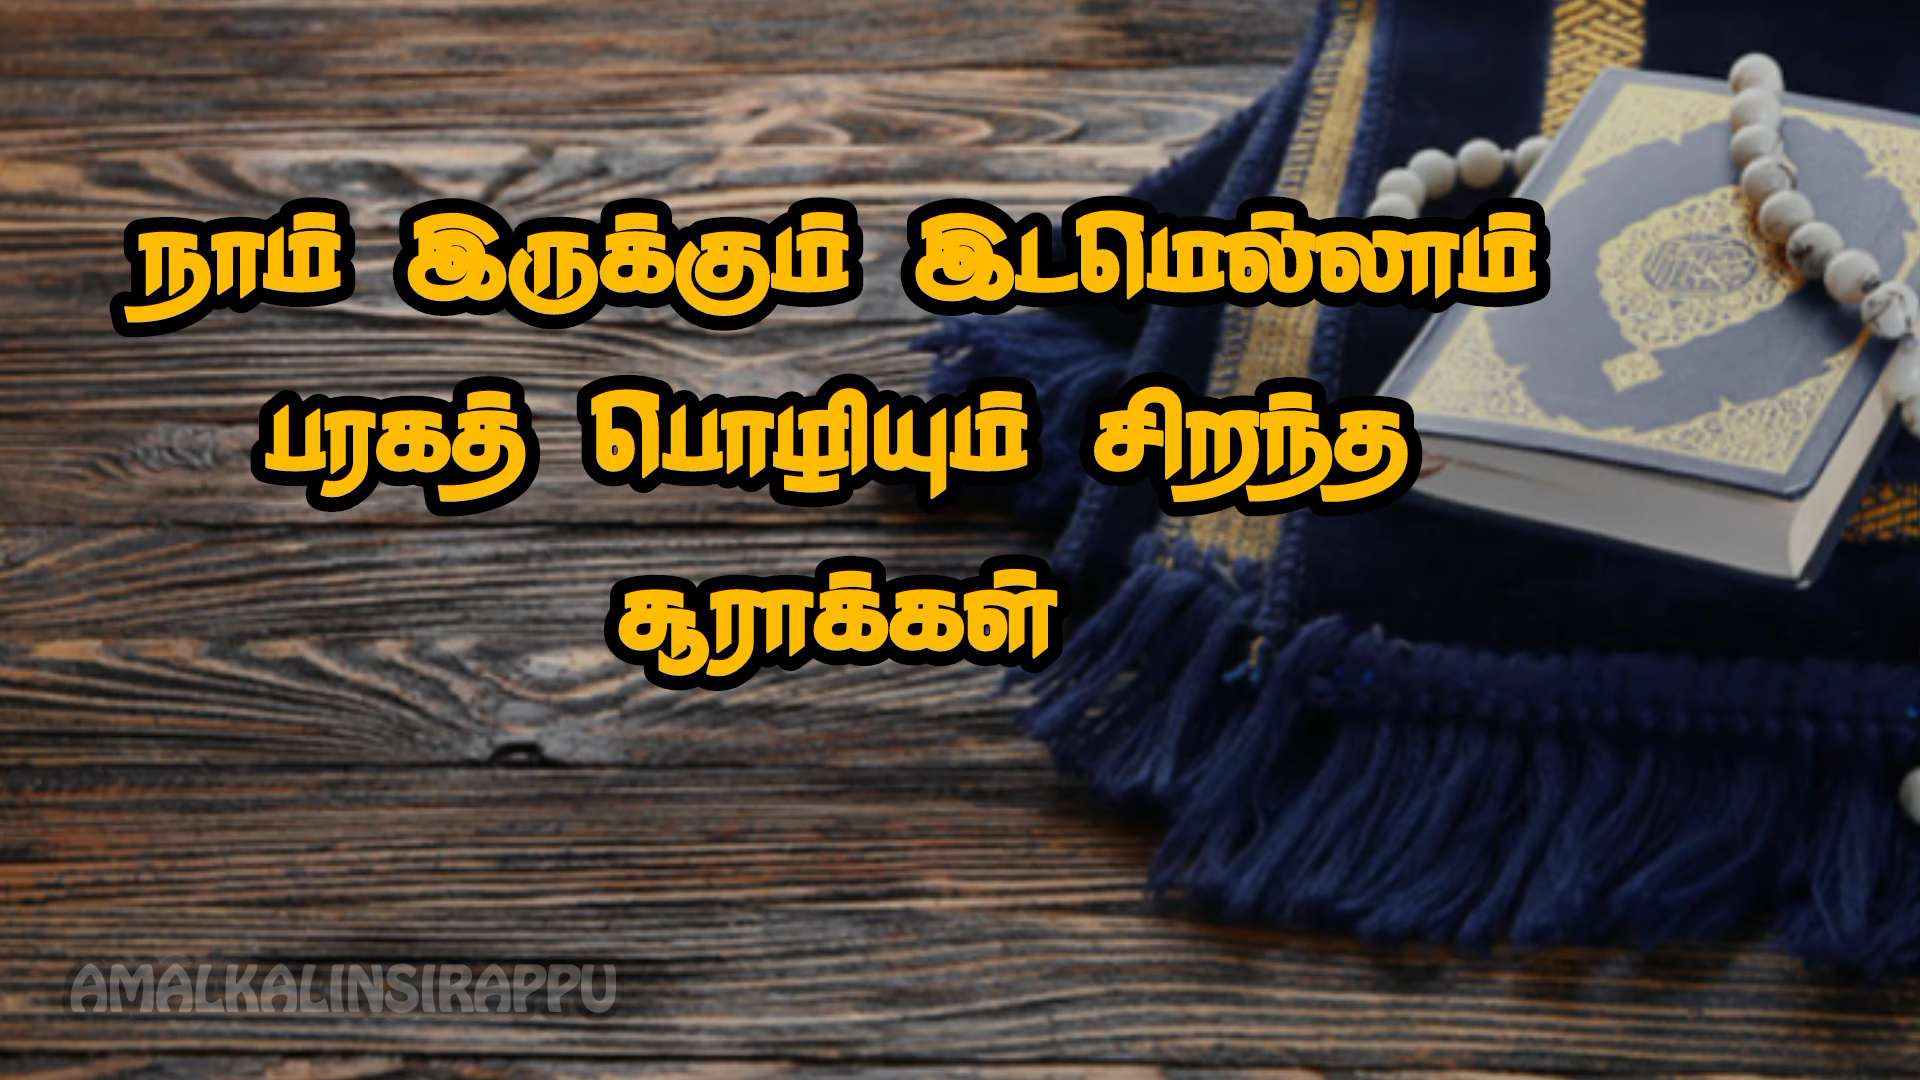 நாம் இருக்கும் இடமெல்லாம்
பரகத் பொழியும் சிறந்த
சூராக்கள்
AMALKALINSIRAPPU